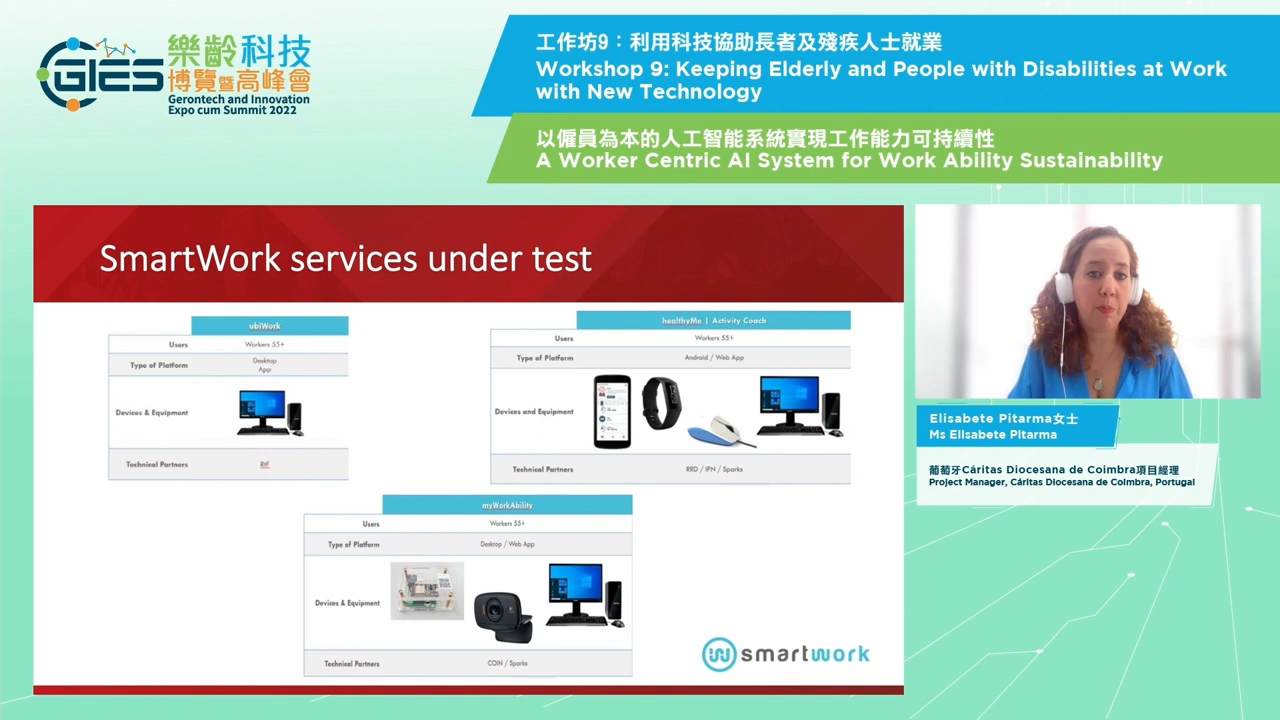 GIES
樂齡科技
博覽暨高峰會
Gerontech and Innovation
Expo cum Summit 2022
工作坊9：利用科技協助長者及殘疾人士就業
Workshop 9: Keeping Elderly and People with Disabilities at Work
with New Technology
以僱員為本的人工智能系統實現工作能力可持續性
A Worker Centric AI System for Work Ability Sustainability
SmartWork services under test
ubiWork
Users Workers 55+
Type of Platform Desktop
App
Devices & Equipment
Technical Partners
healthyMe | Activity Coach
Users Workers 55+
Type of Platform Android / Web App
Devices and Equipment
Technical Partners RRD / IPN / Sparks
myWorkAbility
Users Workers 55+
Type of Platform Desktop / Web App
Devices & Equipment
Technical Partners COIN / Sparks
smartwork
Elisabete Pitarma女士
Ms Elisabete Pitarma
葡萄牙Cáritas Diocesana de Coimbra項目經理
Project Manager, Cáritas Diocesana de Coimbra, Portugal